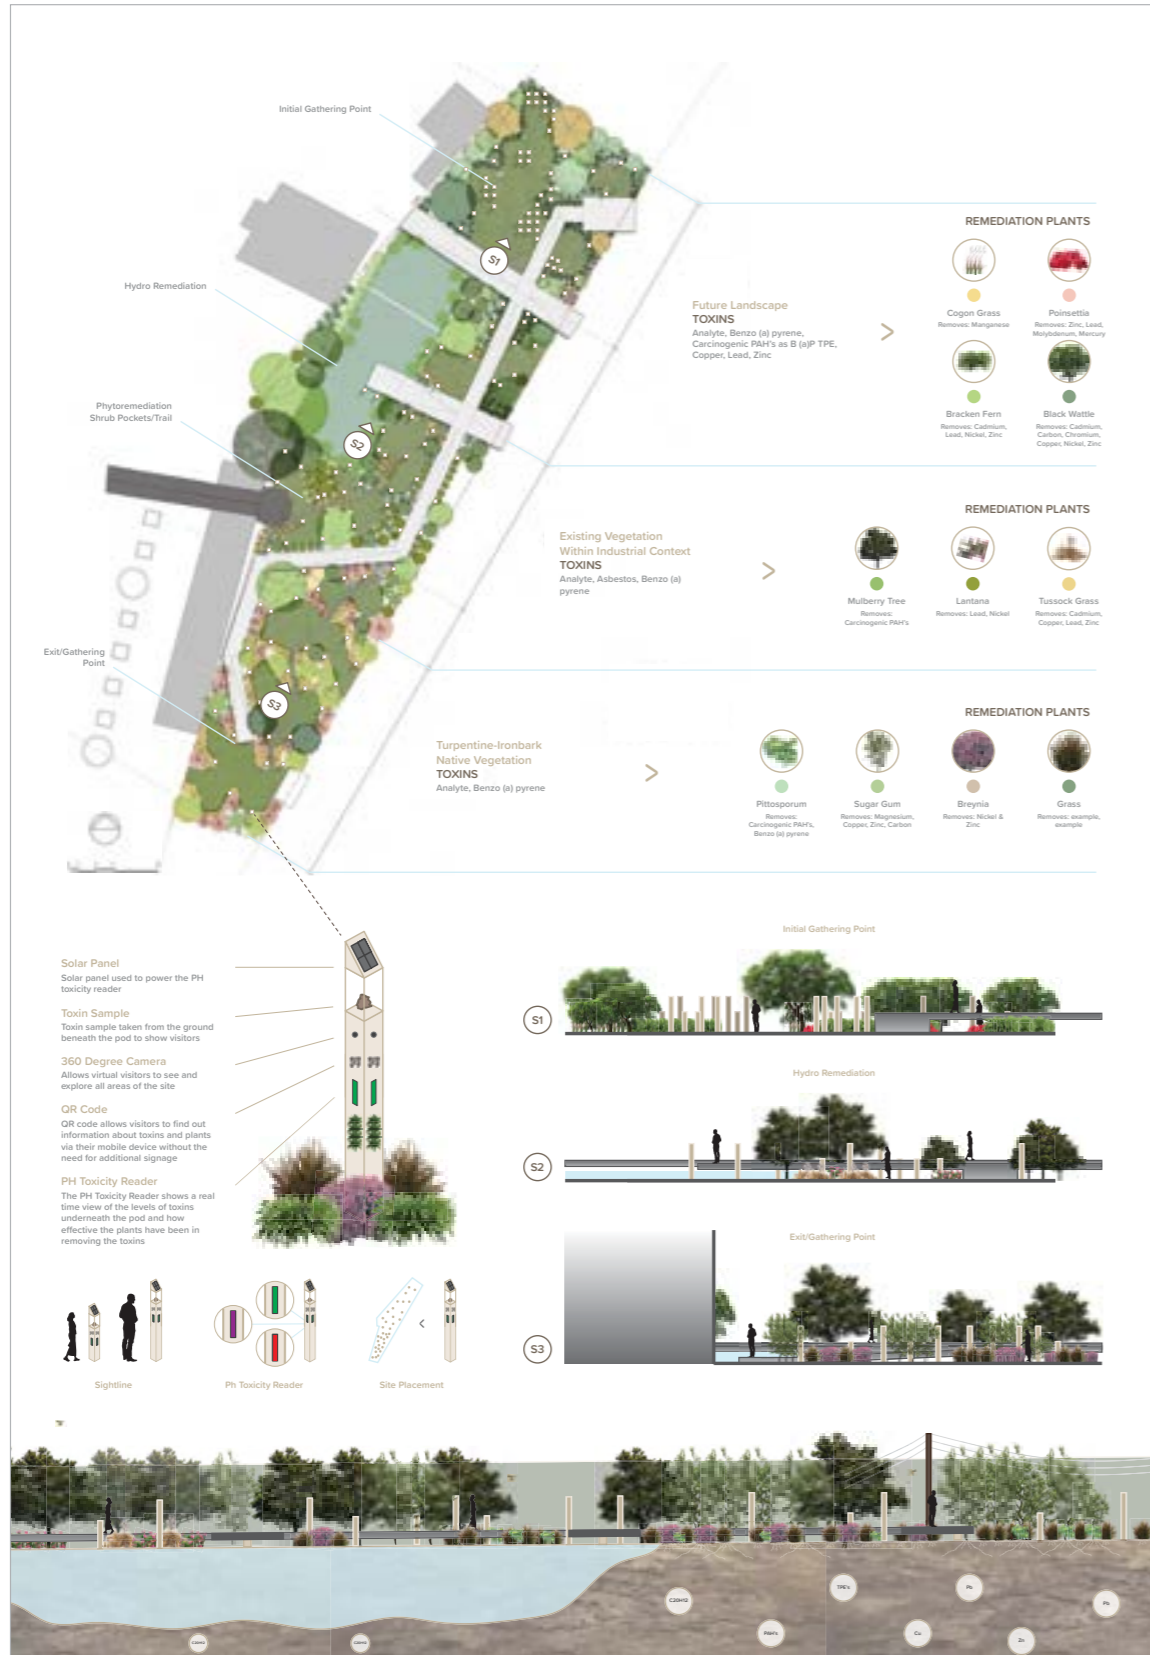 Initial Gathering Point
Hydro Remediation
Phytoremediation
Shrub Pockets/Trail
Exit/Gathering
Point
S1
S2
S3
Future Landscape
TOXINS
Analyte, Benzo (a) pyrene,
Carcinogenic PAH's as B (a)P TPE,
Copper, Lead, Zinc
>
REMEDIATION PLANTS
Cogon Grass
Removes: Manganese
Poinsettia
Removes: Zinc, Lead,
Molybdenum, Mercury
Bracken Fern
Removes: Cadmium,
Lead, Nickel, Zinc
Black Wattle
Removes: Cadmium,
Carbon, Chromium,
Copper, Nickel, Zinc
Existing Vegetation
Within Industrial Context
TOXINS
Analyte, Asbestos, Benzo (a)
pyrene
>
REMEDIATION PLANTS
Mulberry Tree
Removes:
Carcinogenic PAH's
Lantana
Removes: Lead, Nickel
Tussock Grass
Removes: Cadmium,
Copper, Lead, Zinc
Turpentine-Ironbark
Native Vegetation
TOXINS
Analyte, Benzo (a) pyrene
>
REMEDIATION PLANTS
Pittosporum
Removes:
Carcinogenic PAH's,
Benzo (a) pyrene
Sugar Gum
Removes: Magnesium,
Copper, Zinc, Carbon
Breynia
Removes: Nickel &
Zinc
Grass
Removes: example,
example
Solar Panel
Solar panel used to power the PH
toxicity reader
Toxin Sample
Toxin sample taken from the ground
beneath the pod to show visitors
360 Degree Camera
Allows virtual visitors to see and
explore all areas of the site
QR Code
QR code allows visitors to find out
information about toxins and plants
via their mobile device without the
need for additional signage
PH Toxicity Reader
The PH Toxicity Reader shows a real
time view of the levels of toxins
underneath the pod and how
effective the plants have been in
removing the toxins
Sightline
Ph Toxicity Reader
Site Placement
Initial Gathering Point
S1
Hydro Remediation
S2
Exit/Gathering Point
S3
C20H12
PAH's
TPE's
Cu
Pb
Zn
Pb